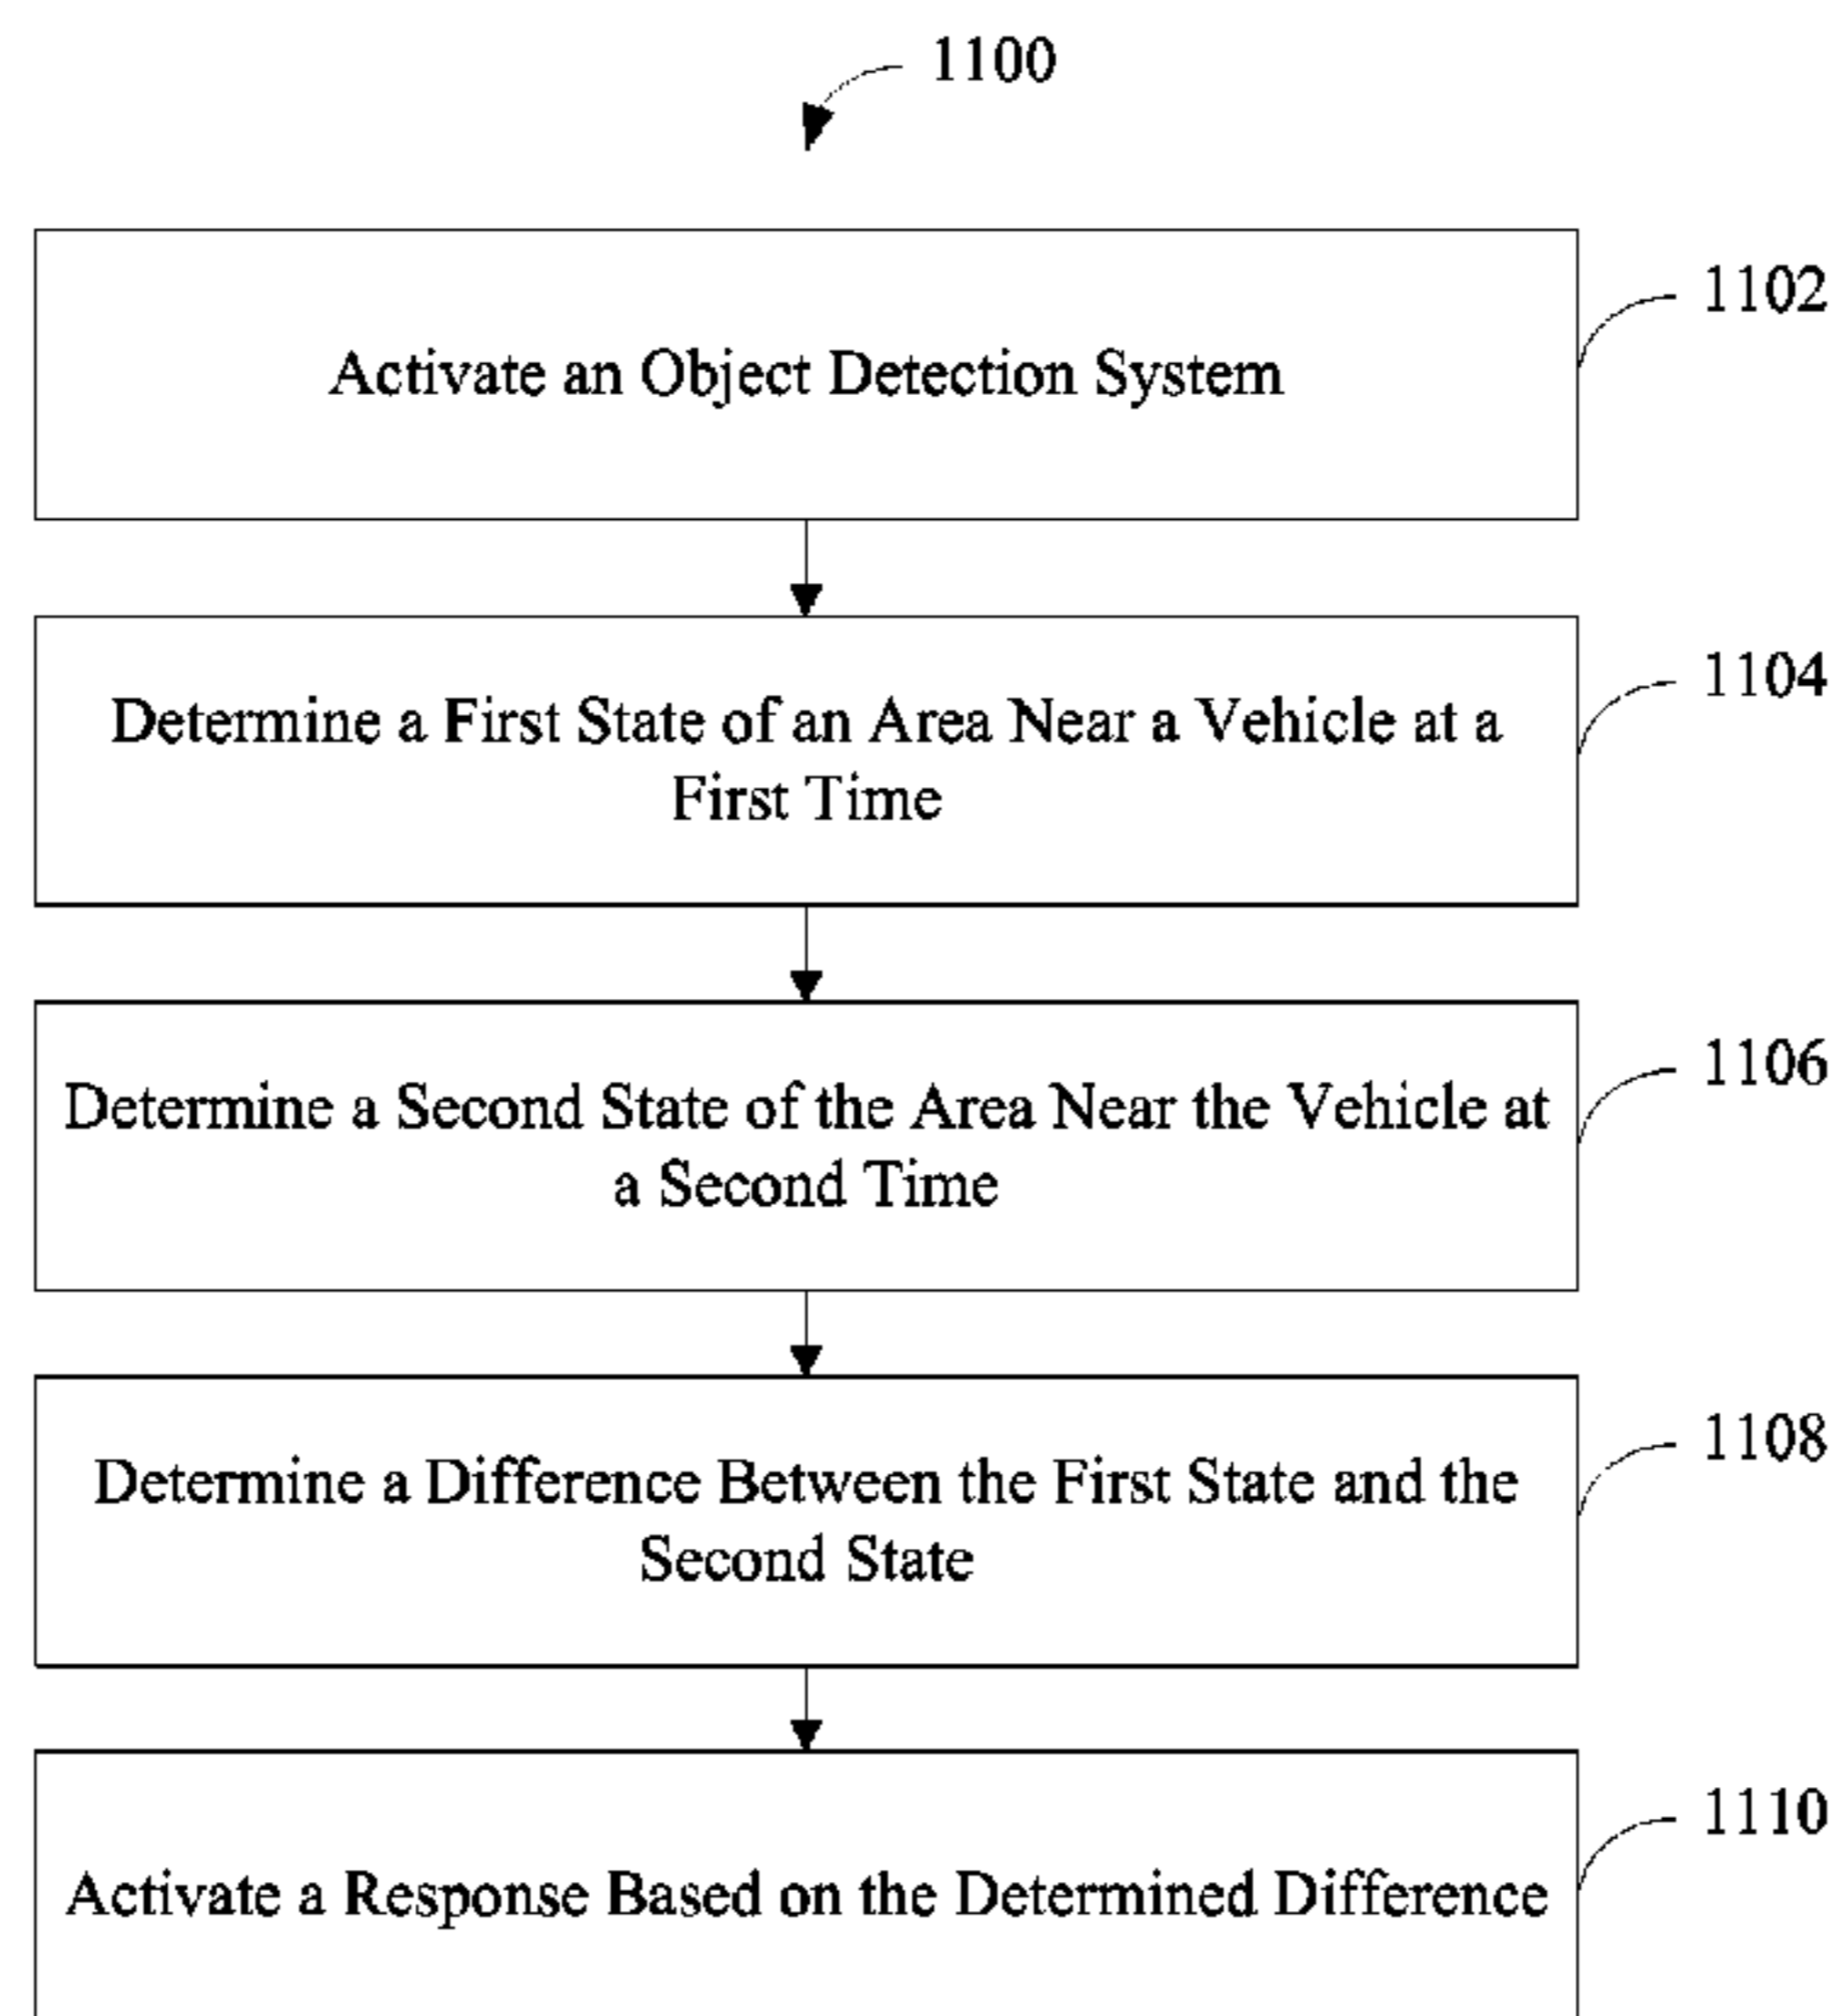 1100
Activate an Object Detection System
1102
Determine a First State of an Area Near a Vehicle at a
First Time
1104
Determine a Second State of the Area Near the Vehicle at
a Second Time
1106
Determine a Difference Between the First State and the
Second State
1108
Activate a Response Based on the Determined Difference
1110